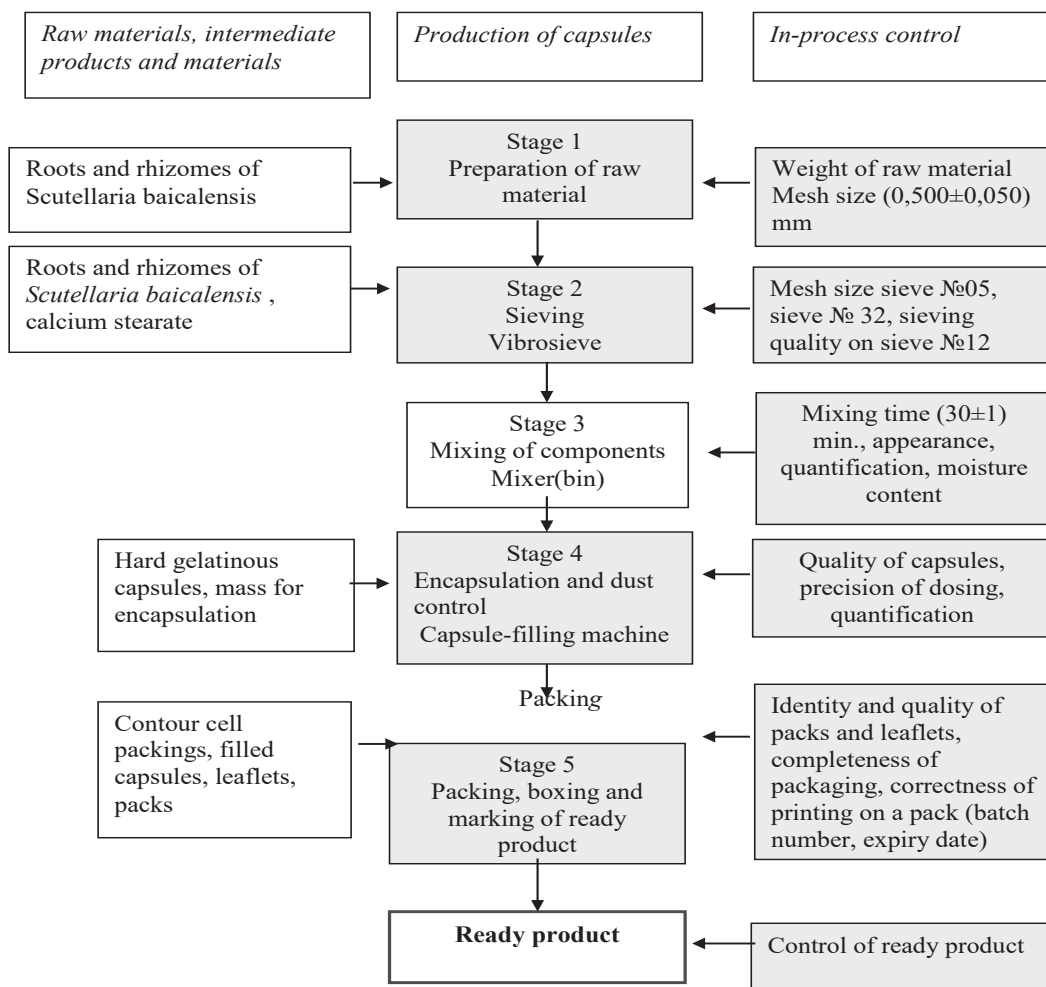 Raw materials, intermediate
products and materials
Production of capsules
In-process control
Roots and rhizomes of
Scutellaria baicalensis
Stage 1
Preparation of raw
material
Weight of raw material
Mesh size (0,500±0,050)
mm
Roots and rhizomes of
Scutellaria baicalensis ,
calcium stearate
Stage 2
Sieving
Vibrosieve
Mesh size sieve №05,
sieve № 32, sieving
quality on sieve №12
Stage 3
Mixing of components
Mixer(bin)
Mixing time (30±1)
min., appearance,
quantification, moisture
content
Hard gelatinous
capsules, mass for
encapsulation
Stage 4
Encapsulation and dust
control
Capsule-filling machine
Quality of capsules,
precision of dosing,
quantification
Packing
Contour cell
packings, filled
capsules, leaflets,
packs
Stage 5
Packing, boxing and
marking of ready
product
Identity and quality of
packs and leaflets,
completeness of
packaging, correctness of
printing on a pack (batch
number, expiry date)
Ready product
Control of ready product